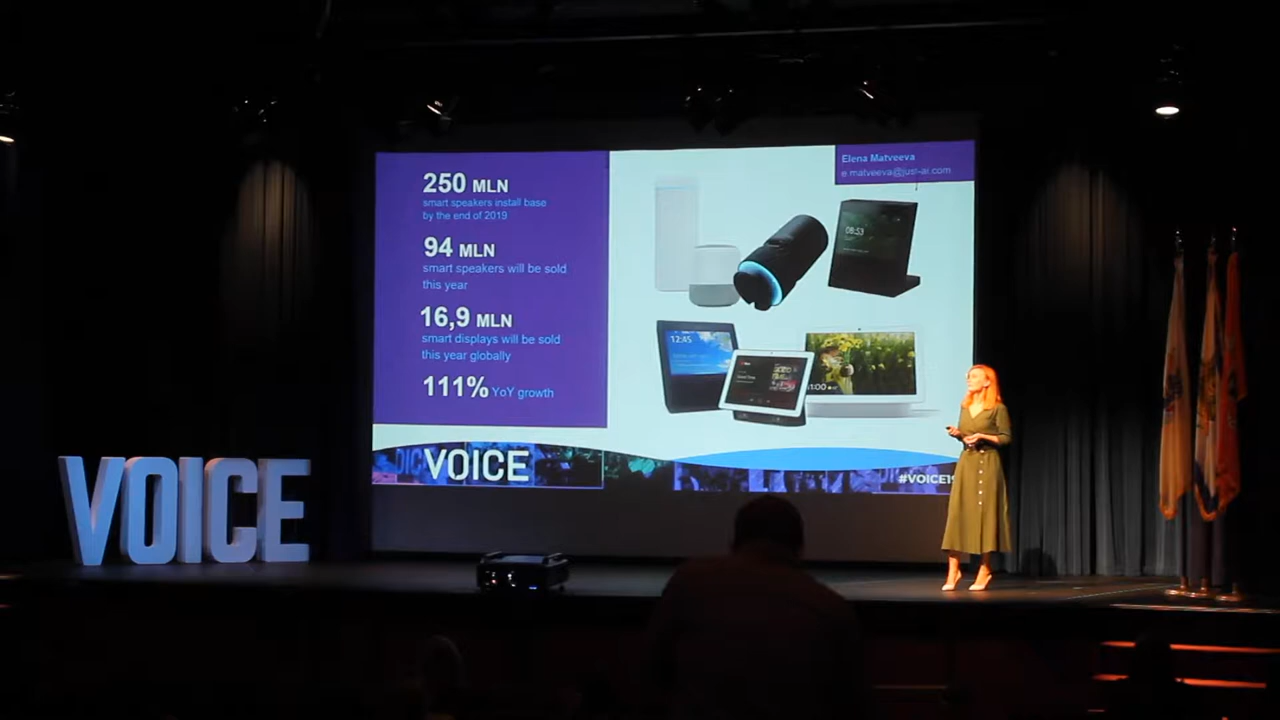 250 MLN
smart speakers install base
by the end of 2019
94 MLN
smart speakers will be sold
this year
16,9 MLN
smart displays will be sold
this year globally
111% YoY growth
Elena Matveeva
e.matveeva@just-ai.com
08:53
12:45
VOICE
#VOICE19
VOICE